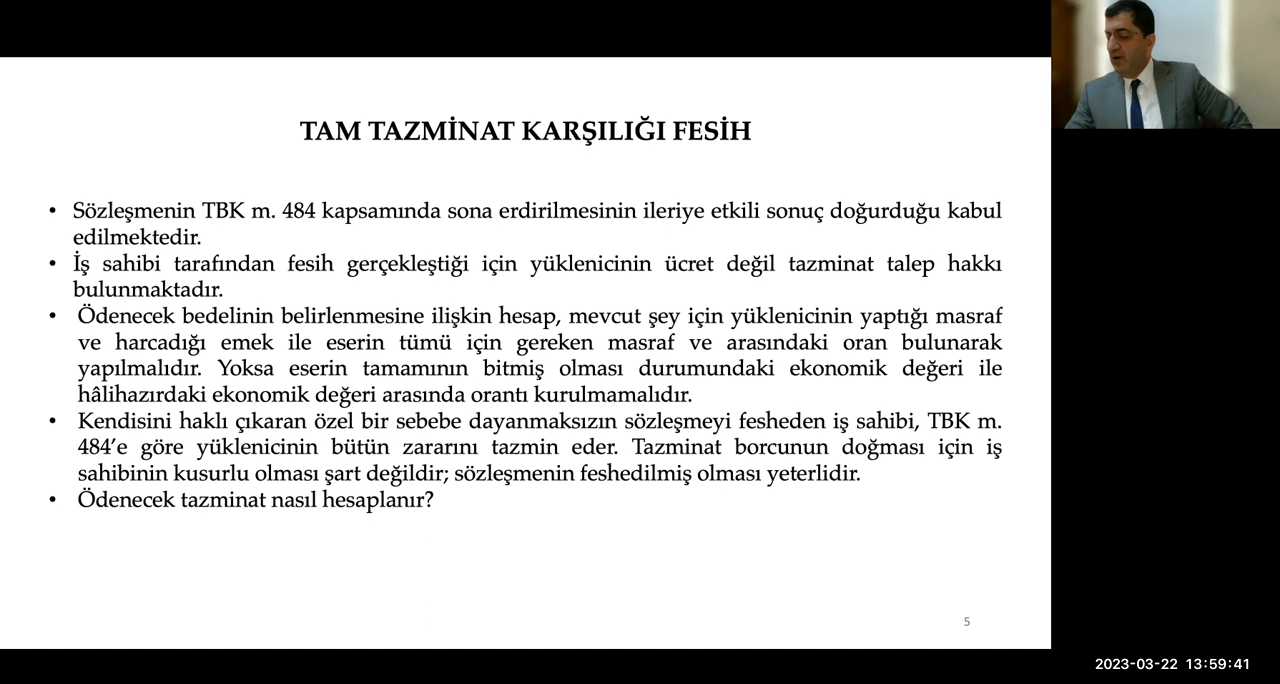 TAM TAZMİNAT KARŞILIĞI FESİH
• Sözleşmenin TBK m. 484 kapsamında sona erdirilmesinin ileriye etkili sonuç doğurduğu kabul
edilmektedir.
• İş sahibi tarafından fesih gerçekleştiği için yüklenicinin ücret değil tazminat talep hakkı
bulunmaktadır.
• Ödenecek bedelinin belirlenmesine ilişkin hesap, mevcut şey için yüklenicinin yaptığı masraf
ve harcadığı emek ile eserin tümü için gereken masraf ve arasındaki oran bulunarak
yapılmalıdır. Yoksa eserin tamamının bitmiş olması durumundaki ekonomik değeri ile
hâlihazırdaki ekonomik değeri arasında orantı kurulmamalıdır.
• Kendisini haklı çıkaran özel bir sebebe dayanmaksızın sözleşmeyi fesheden iş sahibi, TBK m.
484’e göre yüklenicinin bütün zararını tazmin eder. Tazminat borcunun doğması için iş
sahibinin kusurlu olması şart değildir; sözleşmenin feshedilmiş olması yeterlidir.
• Ödenecek tazminat nasıl hesaplanır?
5
2023-03-22 13:59:41